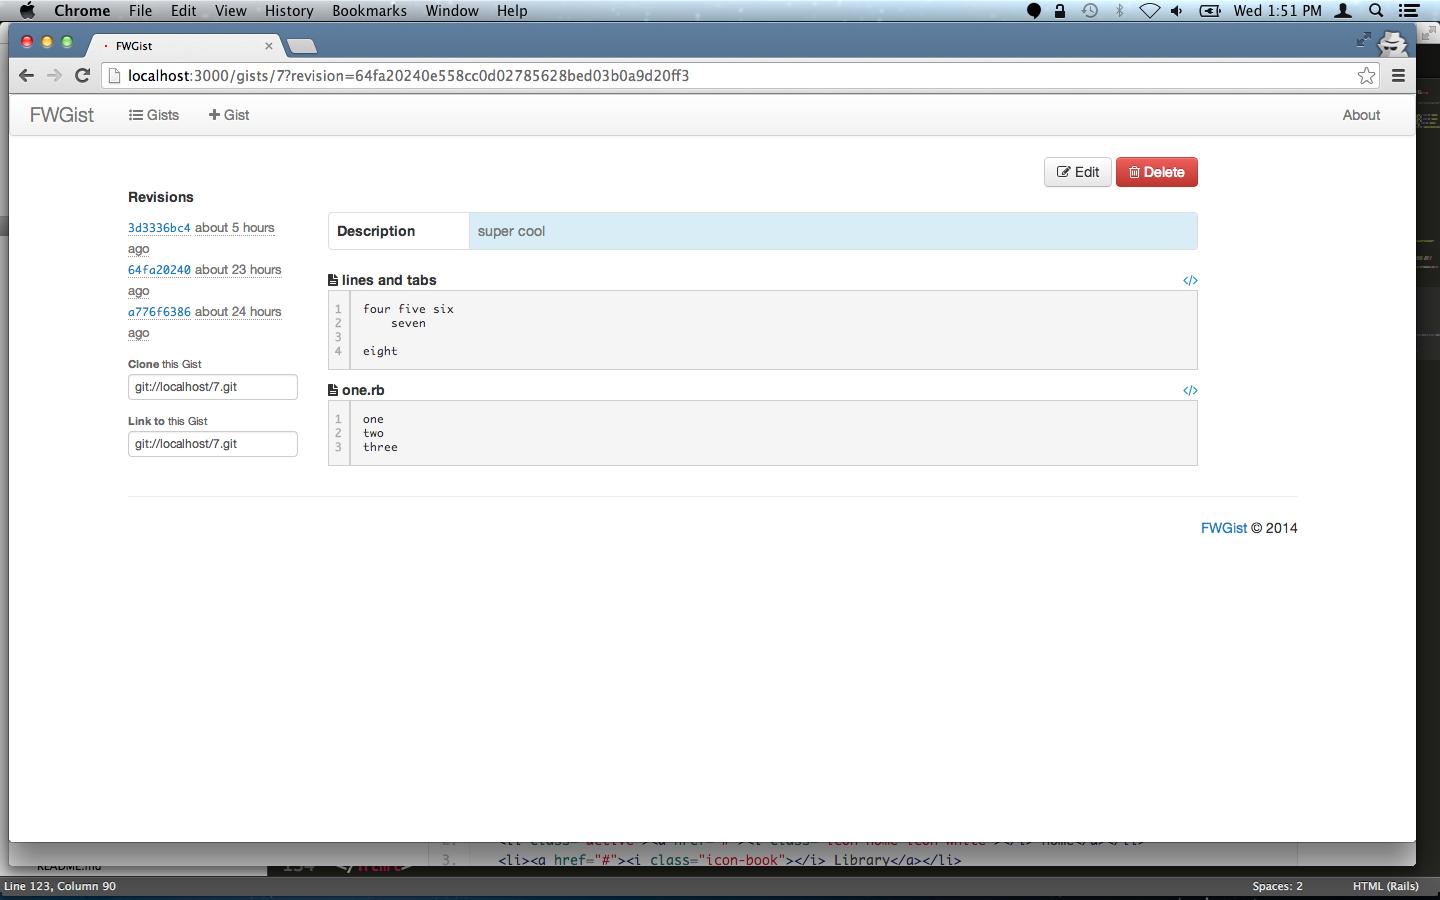 Chrome File Edit View History Bookmarks Window Help Wed 1:51 PM
FWGist
localhost:3000/gists/7?revision=64fa20240e558cc0d02785628bed03b0a9d20ff3
FWGist Gists + Gist About
Edit Delete
Revisions
3d3336bc4 about 5 hours
ago
64fa20240 about 23 hours
ago
a776f6386 about 24 hours
ago
Clone this Gist
git://localhost/7.git
Link to this Gist
git://localhost/7.git
Description super cool
lines and tabs </>
1 four five six
2 seven
3
4 eight
one.rb </>
1 one
2 two
3 three
FWGist © 2014
README.md
3. <li><a href="#"><i class="icon-book"></i> Library</a></li>
Line 123, Column 90 Spaces: 2 HTML (Rails)